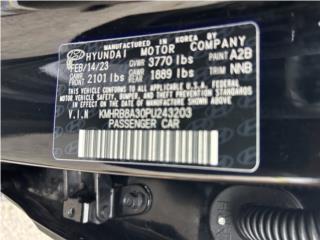 MANUFACTURED IN KOREA BY
HYUNDAI MOTOR COMPANY
FEB/14/23 GVWR 3770 lbs PAINT A2B
GAWR FRONT 2101 lbs GAWR REAR 1889 lbs TRIM NNB
THIS VEHICLE CONFORMS TO ALL APPLICABLE U.S. FEDERAL
MOTOR VEHICLE SAFETY, BUMPER, AND THEFT PREVENTION STANDARDS
IN EFFECT ON THE DATE OF MANUFACTURE SHOWN ABOVE.
V.I.N KMHRB8A30PU243203
PASSENGER CAR